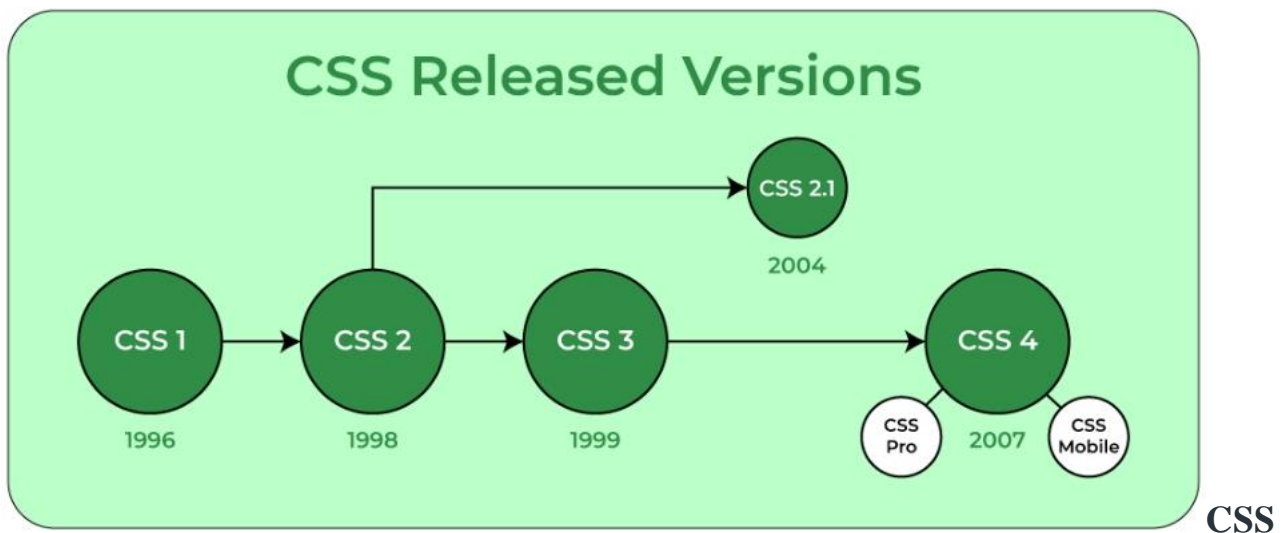 CSS Released Versions
CSS 2.1
2004
CSS 1
CSS 2
CSS 3
CSS 4
1996
1998
1999
CSS
Pro
2007
CSS
Mobile
CSS